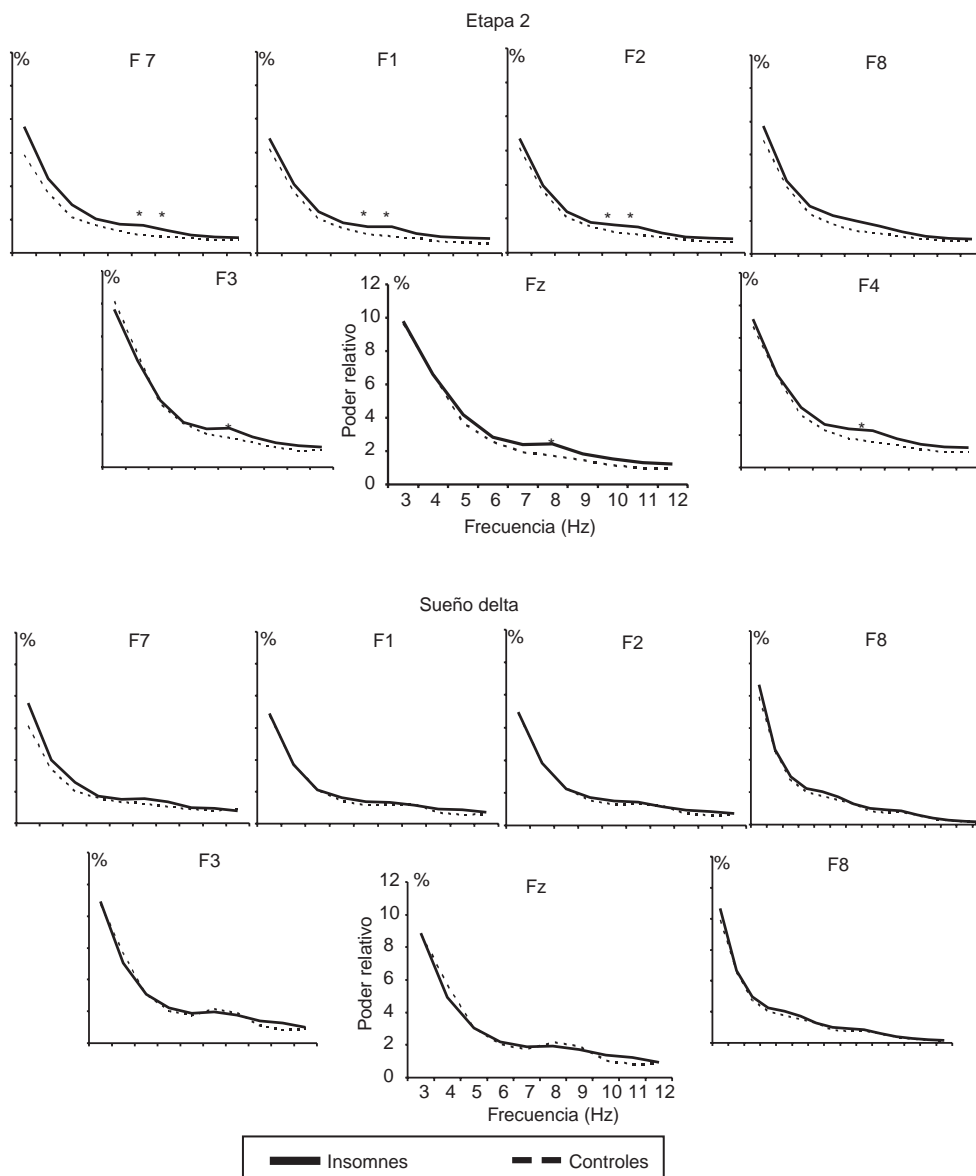 Etapa 2
% F 7
% F1
% F2
% F8
* *
* *
* *
% F3
12 % Fz
% F4
10
8
6
4
2
0
Poder relativo
*
*
*
3 4 5 6 7 8 9 10 11 12
Frecuencia (Hz)
Sueño delta
% F7
% F1
% F2
% F8
% F3
12 % Fz
% F8
10
8
6
4
2
0
Poder relativo
3 4 5 6 7 8 9 10 11 12
Frecuencia (Hz)
Insomnes Controles